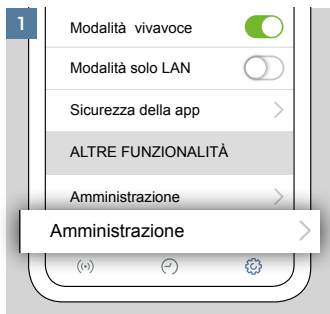 1
Modalità vivavoce
Modalità solo LAN
Sicurezza della app
ALTRE FUNZIONALITÀ
Amministrazione
Amministrazione